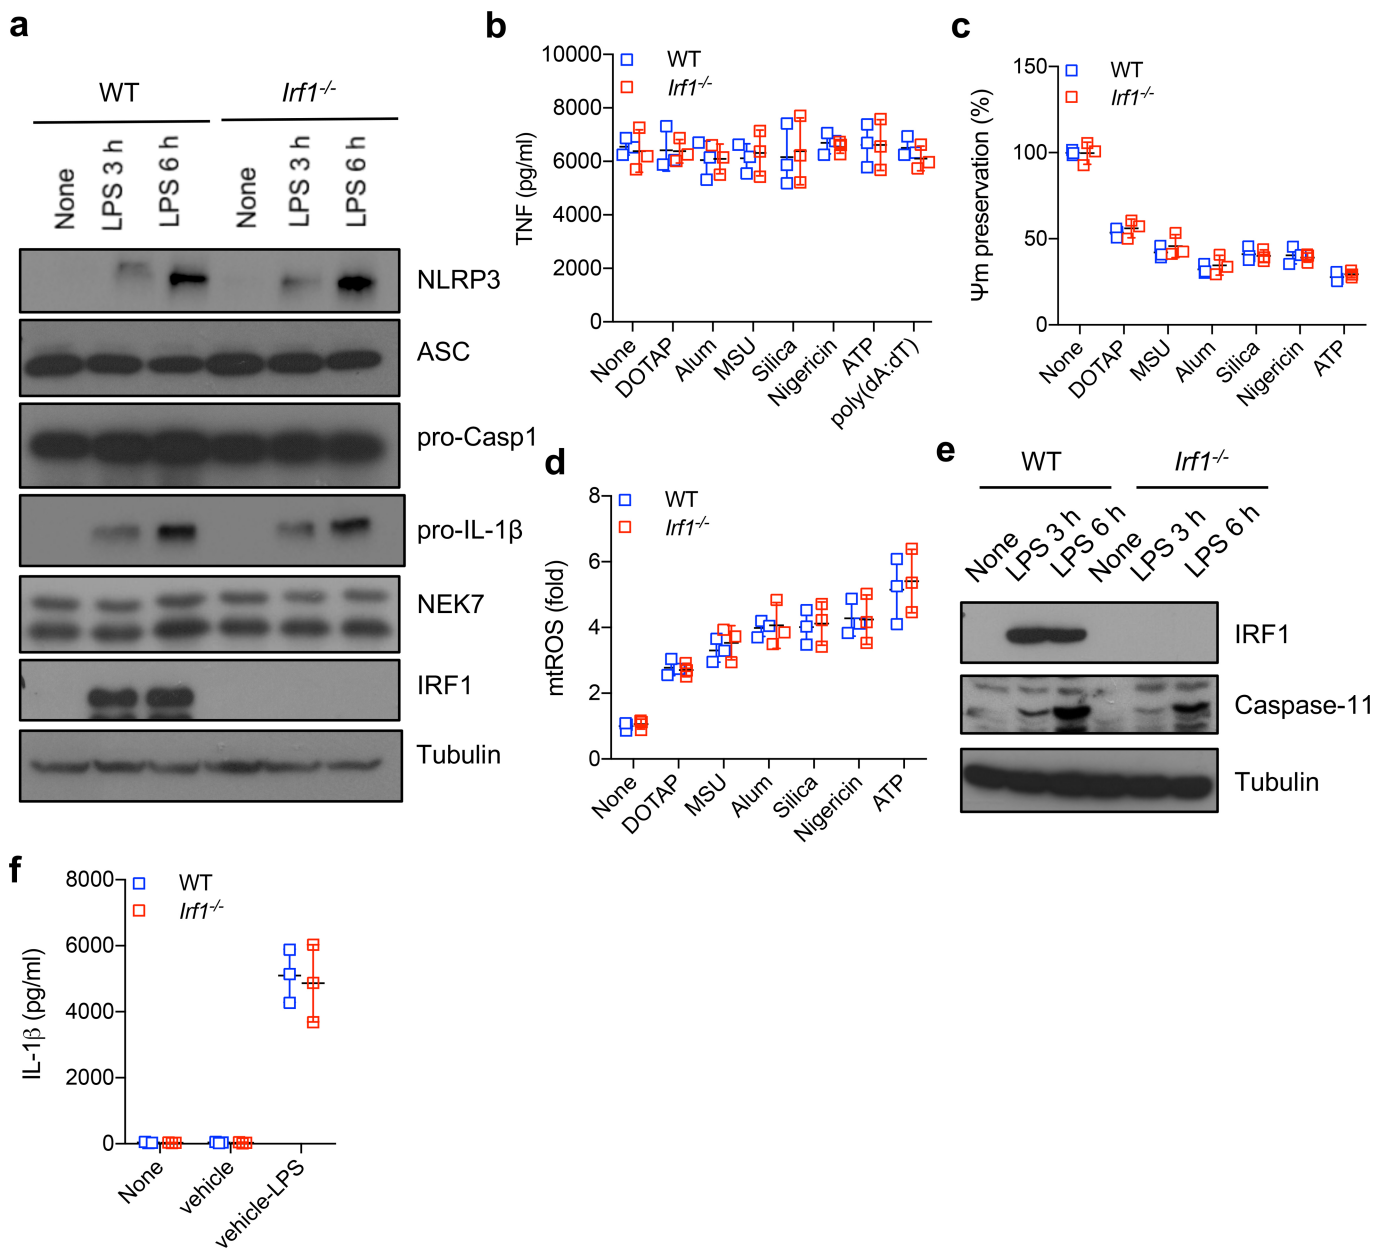 a
WT
Irf1-/-
None
LPS 3 h
LPS 6 h
None
LPS 3 h
LPS 6 h
NLRP3
ASC
pro-Casp1
pro-IL-1β
NEK7
IRF1
Tubulin
b
10000
8000
6000
4000
2000
0
TNF (pg/ml)
WT
Irf1-/-
None
DOTAP
Alum
MSU
Silica
Nigericin
ATP
poly(dA:dT)
c
150
100
50
0
Ψm preservation (%)
WT
Irf1-/-
None
DOTAP
MSU
Alum
Silica
Nigericin
ATP
d
8
6
4
2
0
mtROS (fold)
WT
Irf1-/-
None
DOTAP
MSU
Alum
Silica
Nigericin
ATP
e
WT
Irf1-/-
None
LPS 3 h
LPS 6 h
None
LPS 3 h
LPS 6 h
IRF1
Caspase-11
Tubulin
f
8000
6000
4000
2000
0
IL-1β (pg/ml)
WT
Irf1-/-
None
vehicle
vehicle-LPS